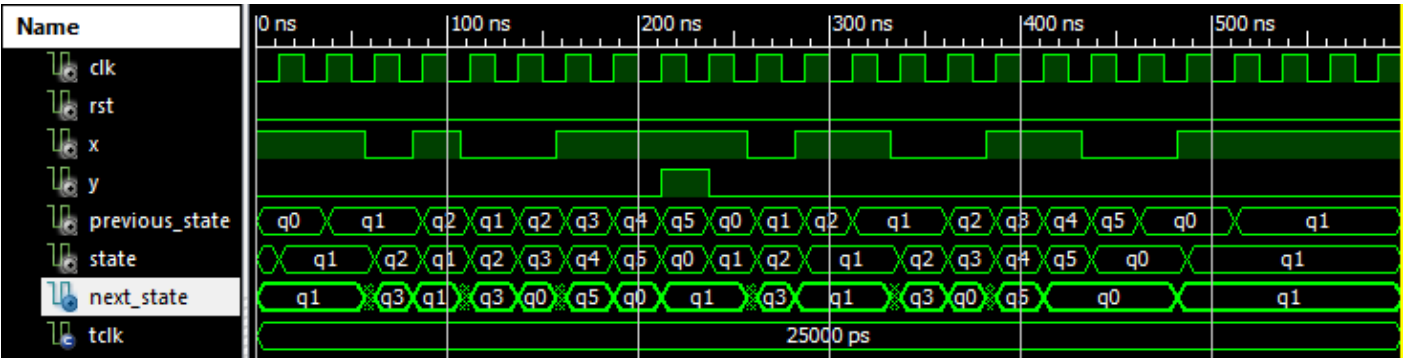 Name 0 ns 100 ns 200 ns 300 ns 400 ns 500 ns
clk
rst
x
y
previous_state q0 q1 q2 q1 q2 q3 q4 q5 q0 q1 q2 q1 q2 q3 q4 q5 q0 q1
state q1 q2 q1 q2 q3 q4 q5 q0 q1 q2 q1 q2 q3 q4 q5 q0 q1
next_state q1 q3 q1 q3 q0 q5 q0 q1 q3 q1 q3 q0 q5 q0 q1
tclk 25000 ps